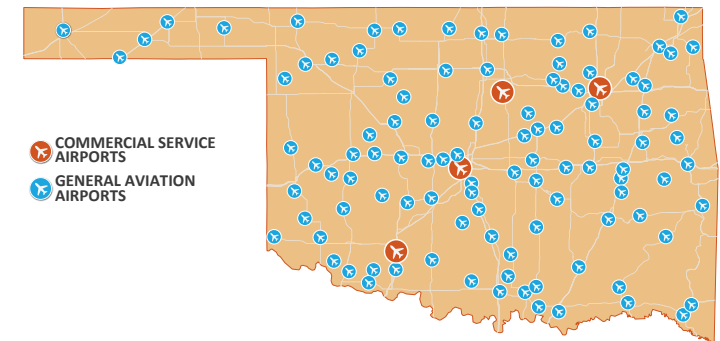 COMMERCIAL SERVICE
AIRPORTS
GENERAL AVIATION
AIRPORTS